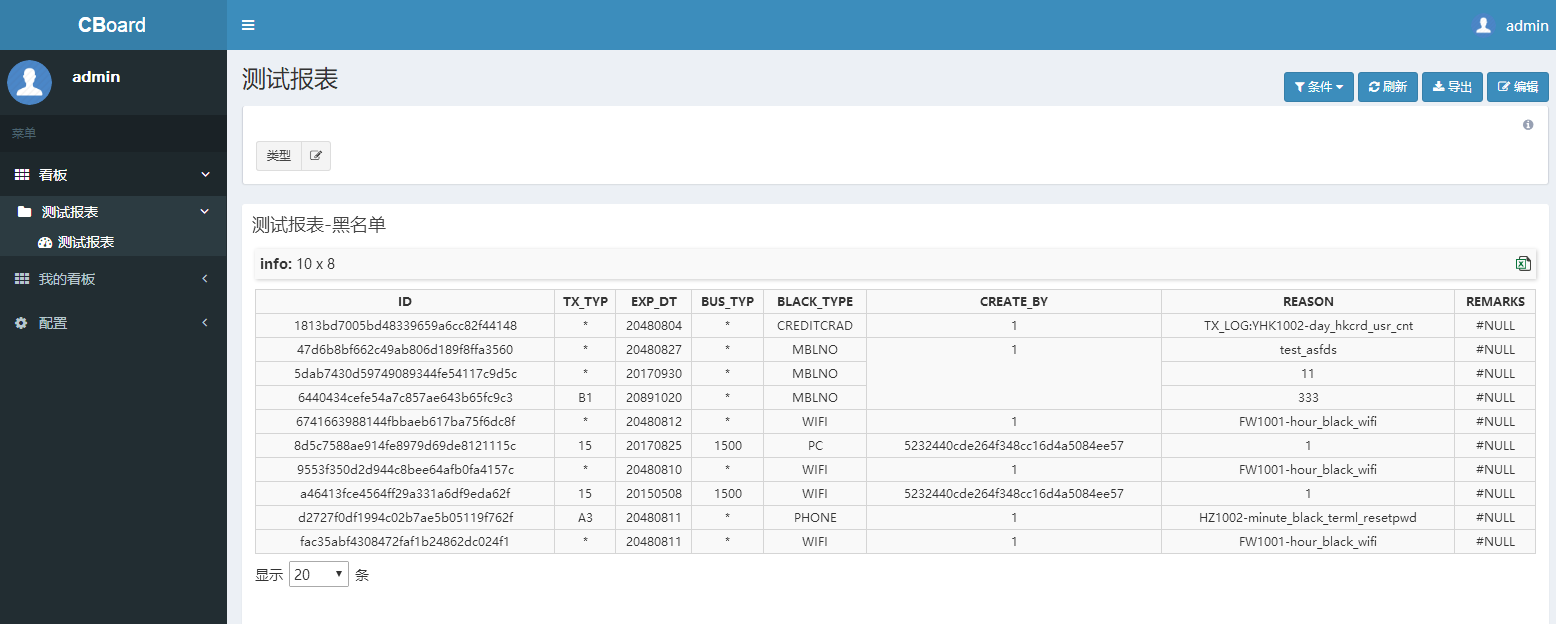 CBoard
admin
admin
菜单
看板
测试报表
测试报表
我的看板
配置
测试报表
条件 刷新 导出 编辑
类型
测试报表-黑名单
info: 10 x 8
ID TX_TYP EXP_DT BUS_TYP BLACK_TYPE CREATE_BY REASON REMARKS
1813bd7005bd48339659a6cc82f44148 * 20480804 * CREDITCRAD 1 TX_LOG:YHK1002-day_hkcrd_usr_cnt #NULL
47d6b8bf662c49ab806d189f8ffa3560 * 20480827 * MBLNO 1 test_asfds #NULL
5dab7430d59749089344fe54117c9d5c * 20170930 * MBLNO 11 #NULL
6440434cefe54a7c857ae643b65fc9c3 B1 20891020 * MBLNO 333 #NULL
6741663988144fbbaeb617ba75f6dc8f * 20480812 * WIFI 1 FW1001-hour_black_wifi #NULL
8d5c7588ae914fe8979d69de8121115c 15 20170825 1500 PC 5232440cde264f348cc16d4a5084ee57 1 #NULL
9553f350d2d944c8bee64afb0fa4157c * 20480810 * WIFI 1 FW1001-hour_black_wifi #NULL
a46413fce4564ff29a331a6df9eda62f 15 20150508 1500 WIFI 5232440cde264f348cc16d4a5084ee57 1 #NULL
d2727f0df1994c02b7ae5b05119f762f A3 20480811 * PHONE 1 HZ1002-minute_black_terml_resetpwd #NULL
fac35abf4308472faf1b24862dc024f1 * 20480811 * WIFI 1 FW1001-hour_black_wifi #NULL
显示 20 条